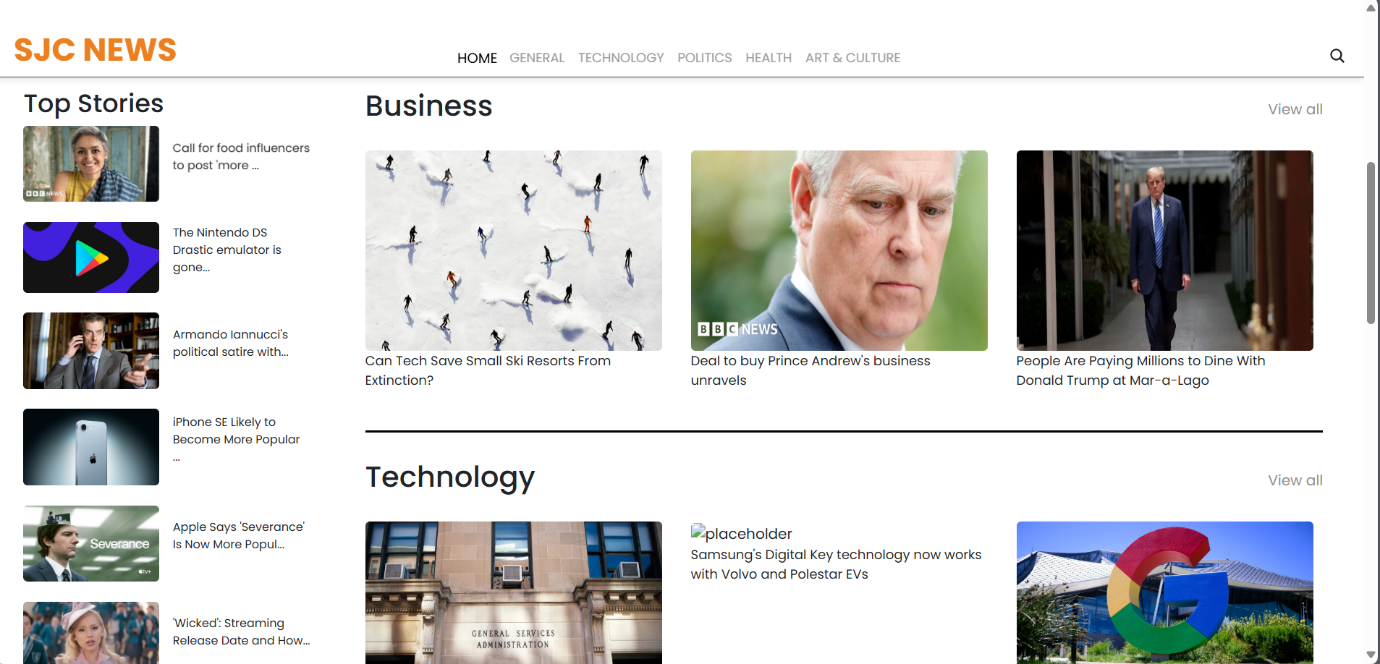 SJC NEWS
HOME GENERAL TECHNOLOGY POLITICS HEALTH ART & CULTURE
Top Stories
BBC NEWS
Call for food influencers
to post 'more ...
The Nintendo DS
Drastic emulator is
gone...
Armando Iannucci's
political satire with...
iPhone SE Likely to
Become More Popular
...
Severance
tv+
Apple Says 'Severance'
Is Now More Popul...
'Wicked': Streaming
Release Date and How...
Business
View all
Can Tech Save Small Ski Resorts From
Extinction?
BBC NEWS
Deal to buy Prince Andrew's business
unravels
People Are Paying Millions to Dine With
Donald Trump at Mar-a-Lago
Technology
View all
GENERAL SERVICES
ADMINISTRATION
placeholder
Samsung's Digital Key technology now works
with Volvo and Polestar EVs
G